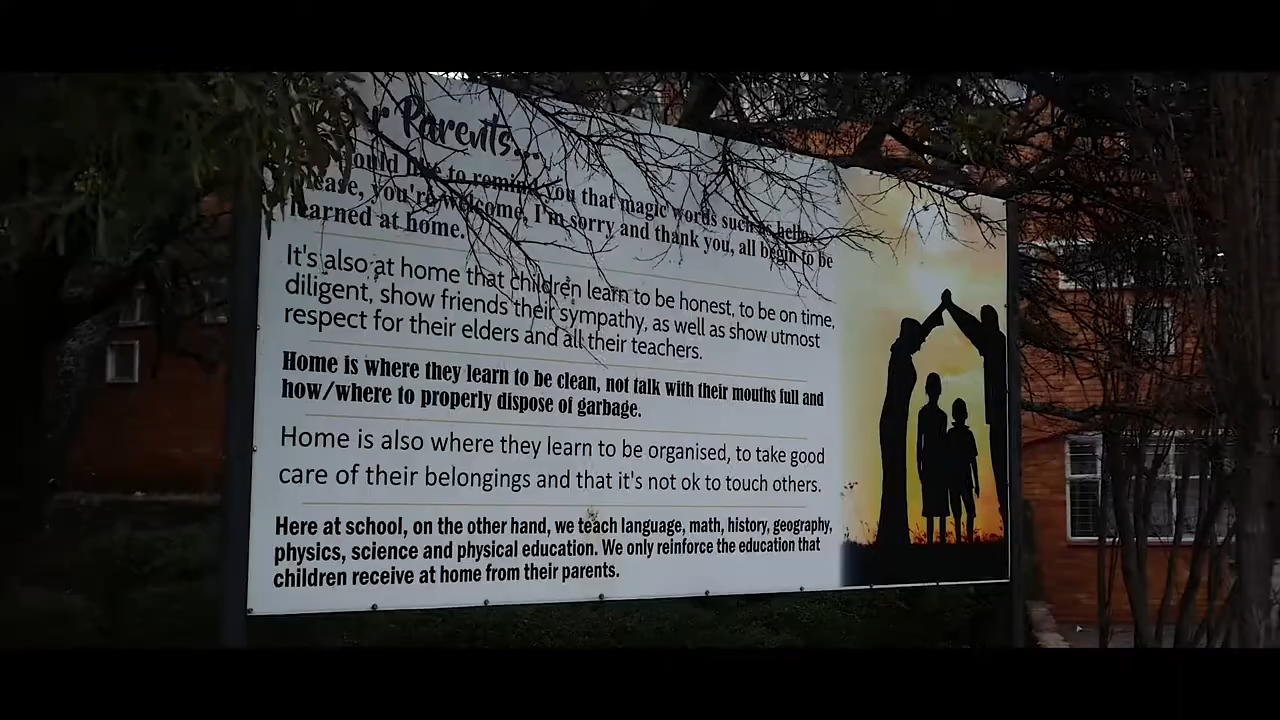 Parents...
to remind you that magic words such as hello,
you're welcome, I'm sorry and thank you, all begin to be
learned at home.
It's also at home that children learn to be honest, to be on time,
diligent, show friends their sympathy, as well as show utmost
respect for their elders and all their teachers.
Home is where they learn to be clean, not talk with their mouths full and
how/where to properly dispose of garbage.
Home is also where they learn to be organised, to take good
care of their belongings and that it's not ok to touch others.
Here at school, on the other hand, we teach language, math, history, geography,
physics, science and physical education. We only reinforce the education that
children receive at home from their parents.